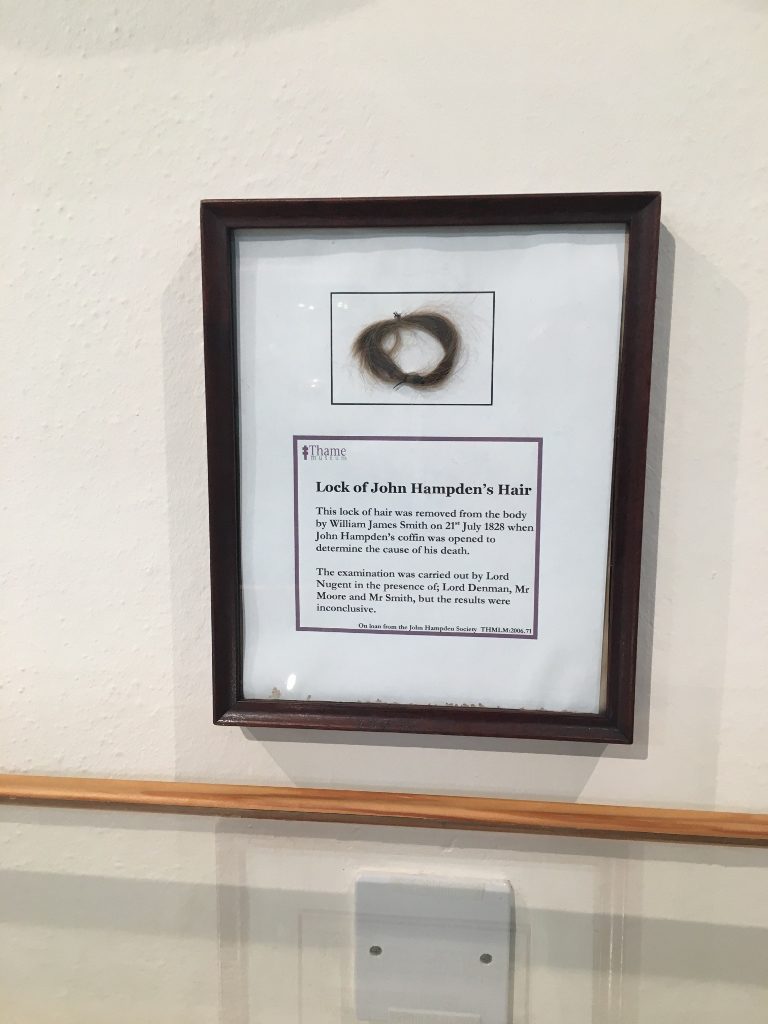 Thame
museum
Lock of John Hampden's Hair
This lock of hair was removed from the body
by William James Smith on 21st July 1828 when
John Hampden's coffin was opened to
determine the cause of his death.
The examination was carried out by Lord
Nugent in the presence of; Lord Denman, Mr
Moore and Mr Smith, but the results were
inconclusive.
On loan from the John Hampden Society THMLM:2006.71